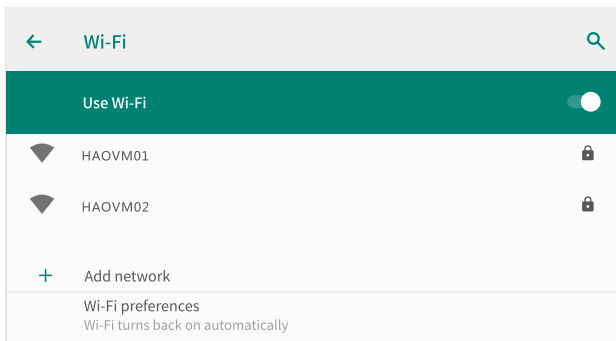 Wi-Fi
Use Wi-Fi
HAOVM01
HAOVM02
Add network
Wi-Fi preferences
Wi-Fi turns back on automatically